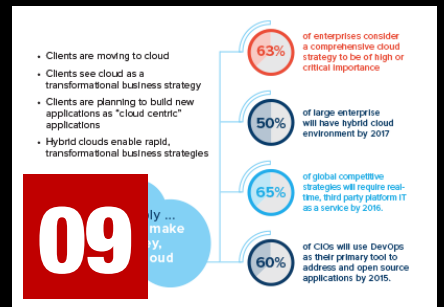 • Clients are moving to cloud
• Clients see cloud as a
transformational business strategy
• Clients are planning to build new
applications as "cloud centric"
applications
• Hybrid clouds enable rapid,
transformational business strategies
63%
of enterprises consider
a comprehensive cloud
strategy to be of high or
critical importance
50%
of large enterprise
will have hybrid cloud
environment by 2017
65%
of global competitive
strategies will require real-
time, third party platform IT
as a service by 2016.
60%
of CIOs will use DevOps
as their primary tool to
address and open source
applications by 2015.
make
09